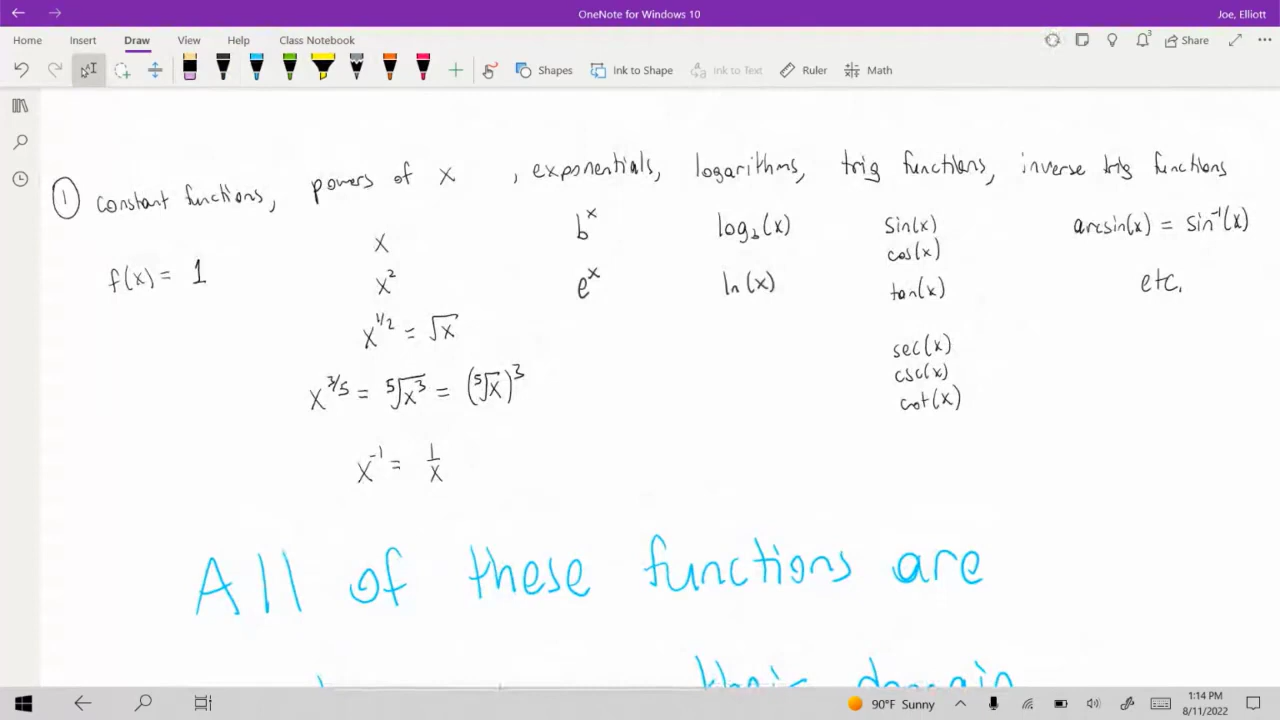 OneNote for Windows 10
Joe, Elliott
Home Insert Draw View Help Class Notebook
Share
Shapes Ink to Shape Ink to Text Ruler Math
① constant functions, powers of x , exponentials, logarithms, trig functions, inverse trig functions
f(x) = 1
x
x²
x^{1/2} = √x
x^{3/5} = ⁵√x³ = (⁵√x)³
x⁻¹ = 1/x
b^x
e^x
log_b(x)
ln(x)
sin(x)
cos(x)
tan(x)
sec(x)
csc(x)
cot(x)
arcsin(x) = sin⁻¹(x)
etc.
All of these functions are
their domain
90°F Sunny
1:14 PM
8/11/2022